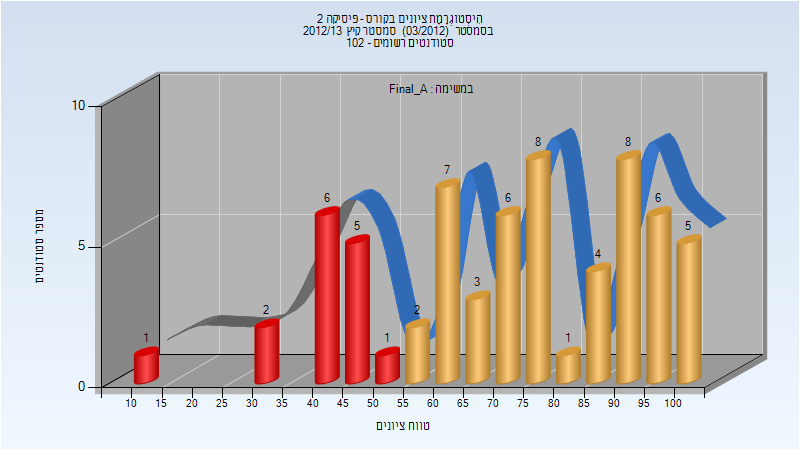 היסטוגרמת ציונים בקורס - פיסיקה 2
בסמסטר (03/2012) סמסטר קיץ 2012/13
סטודנטים רשומים - 102
במשימה : Final_A
מספר סטודנטים
10
5
0
1
2
6
5
1
2
7
3
6
8
1
4
8
6
5
10 15 20 25 30 35 40 45 50 55 60 65 70 75 80 85 90 95 100
טווח ציונים